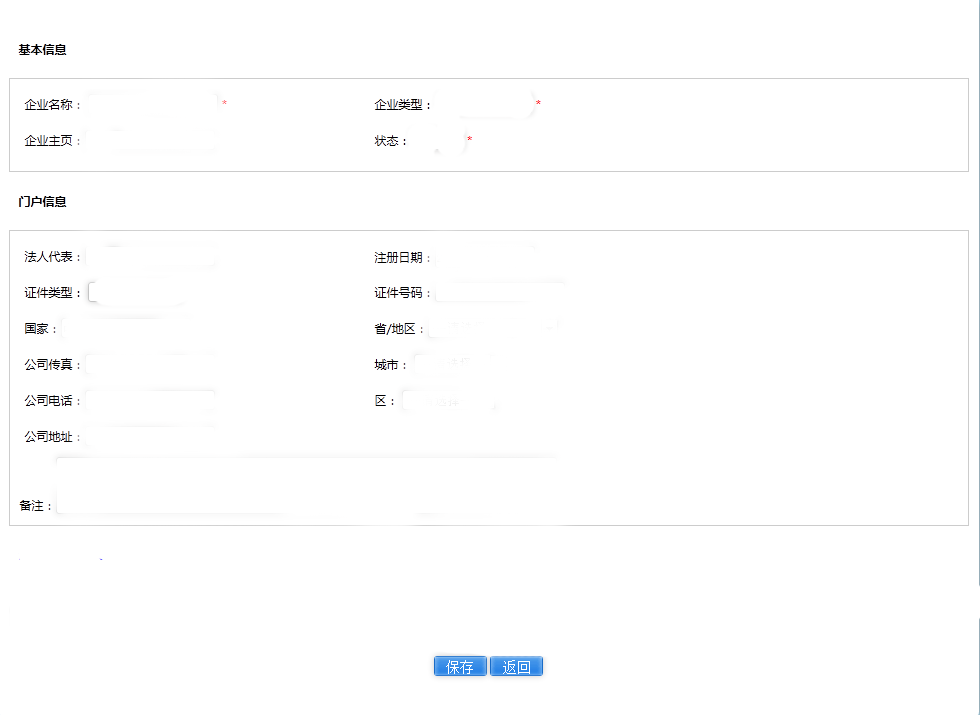 基本信息
企业名称： * 企业类型： *
企业主页： 状态： *
门户信息
法人代表： 注册日期：
证件类型： 证件号码：
国家： 省/地区：
公司传真： 城市：
公司电话： 区：
公司地址：
备注：
保存 返回